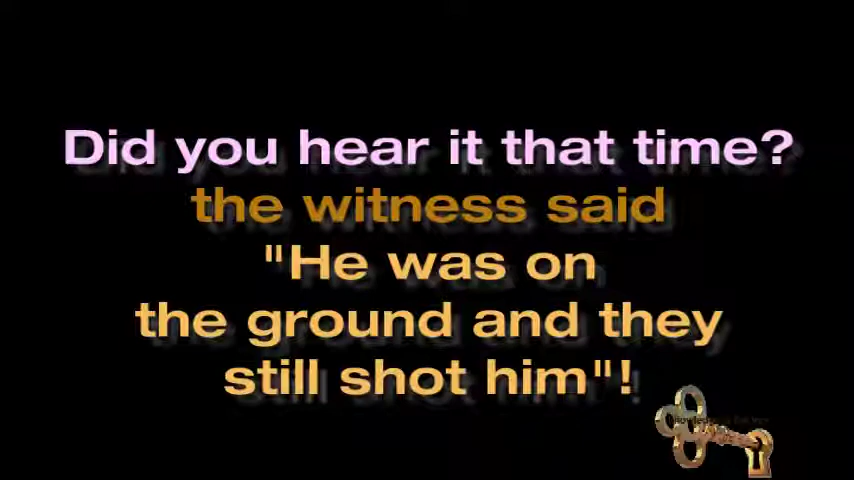 Did you hear it that time?
the witness said
"He was on
the ground and they
still shot him"!